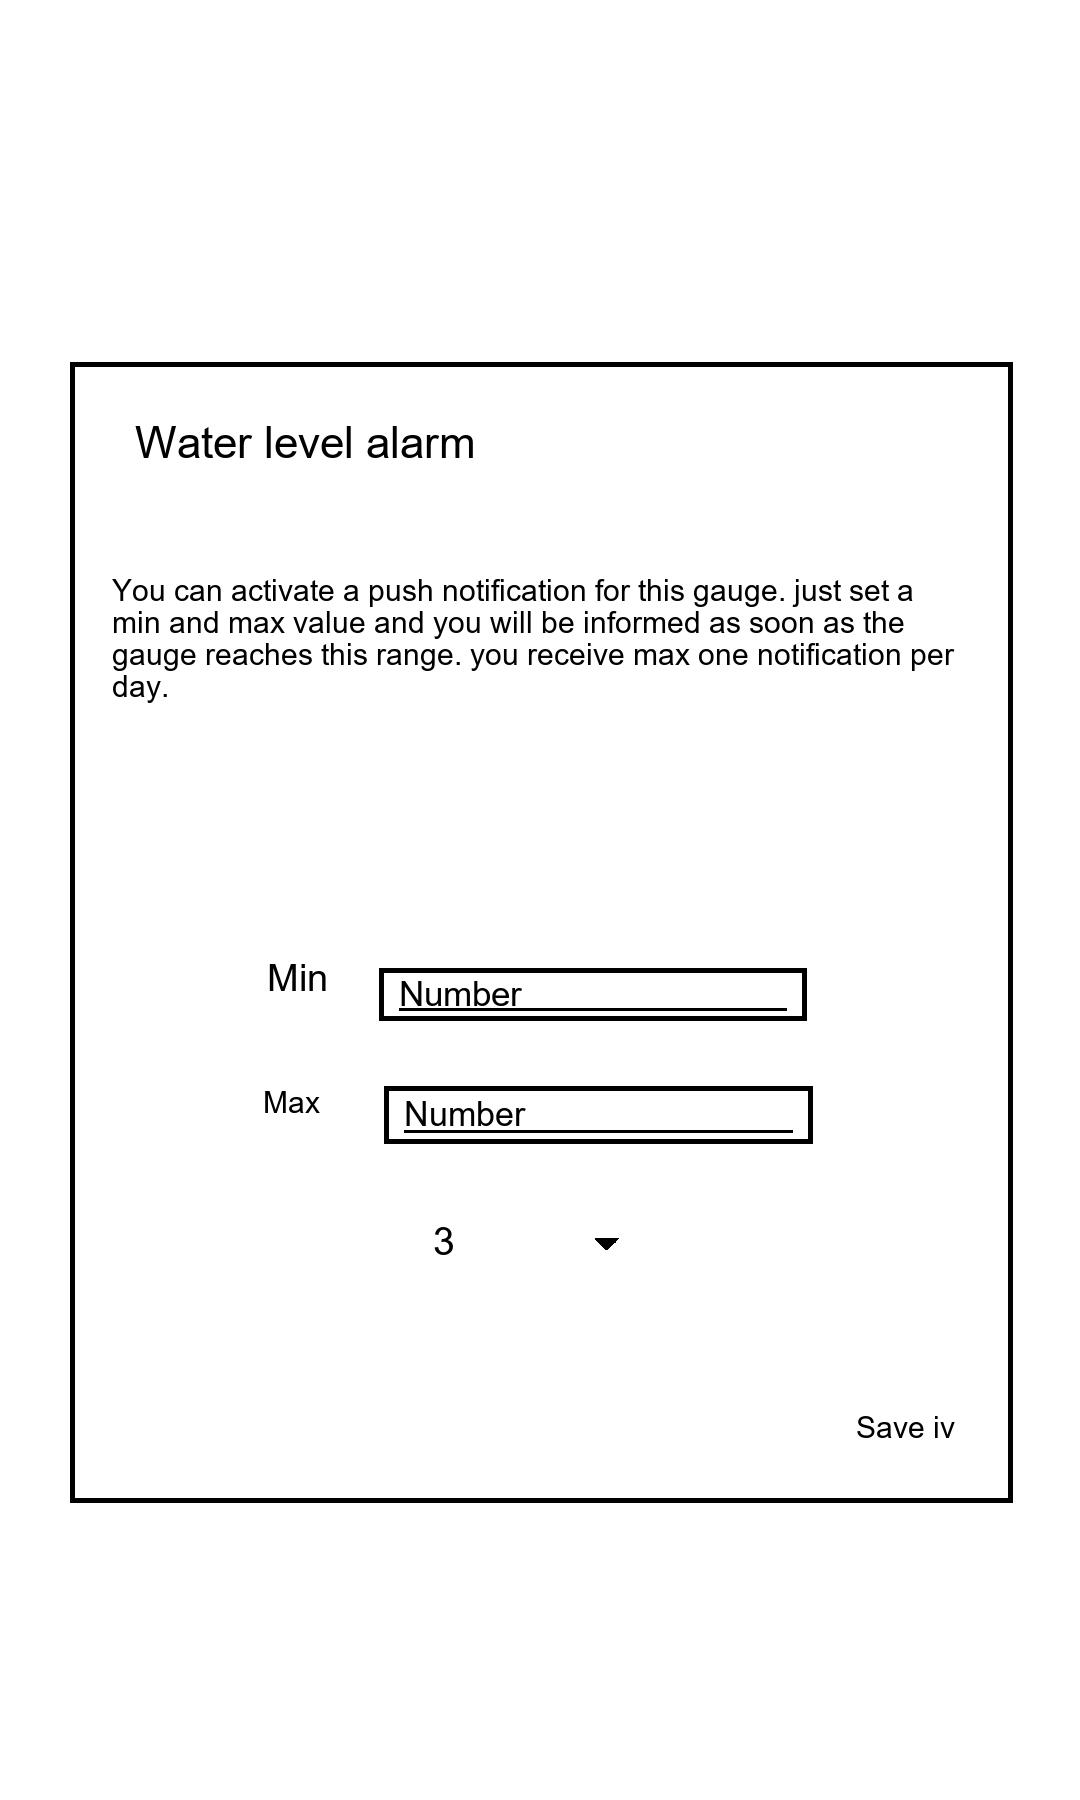 Water level alarm
You can activate a push notification for this gauge. just set a
min and max value and you will be informed as soon as the
gauge reaches this range. you receive max one notification per
day.
Min Number
Max Number
3
Save iv